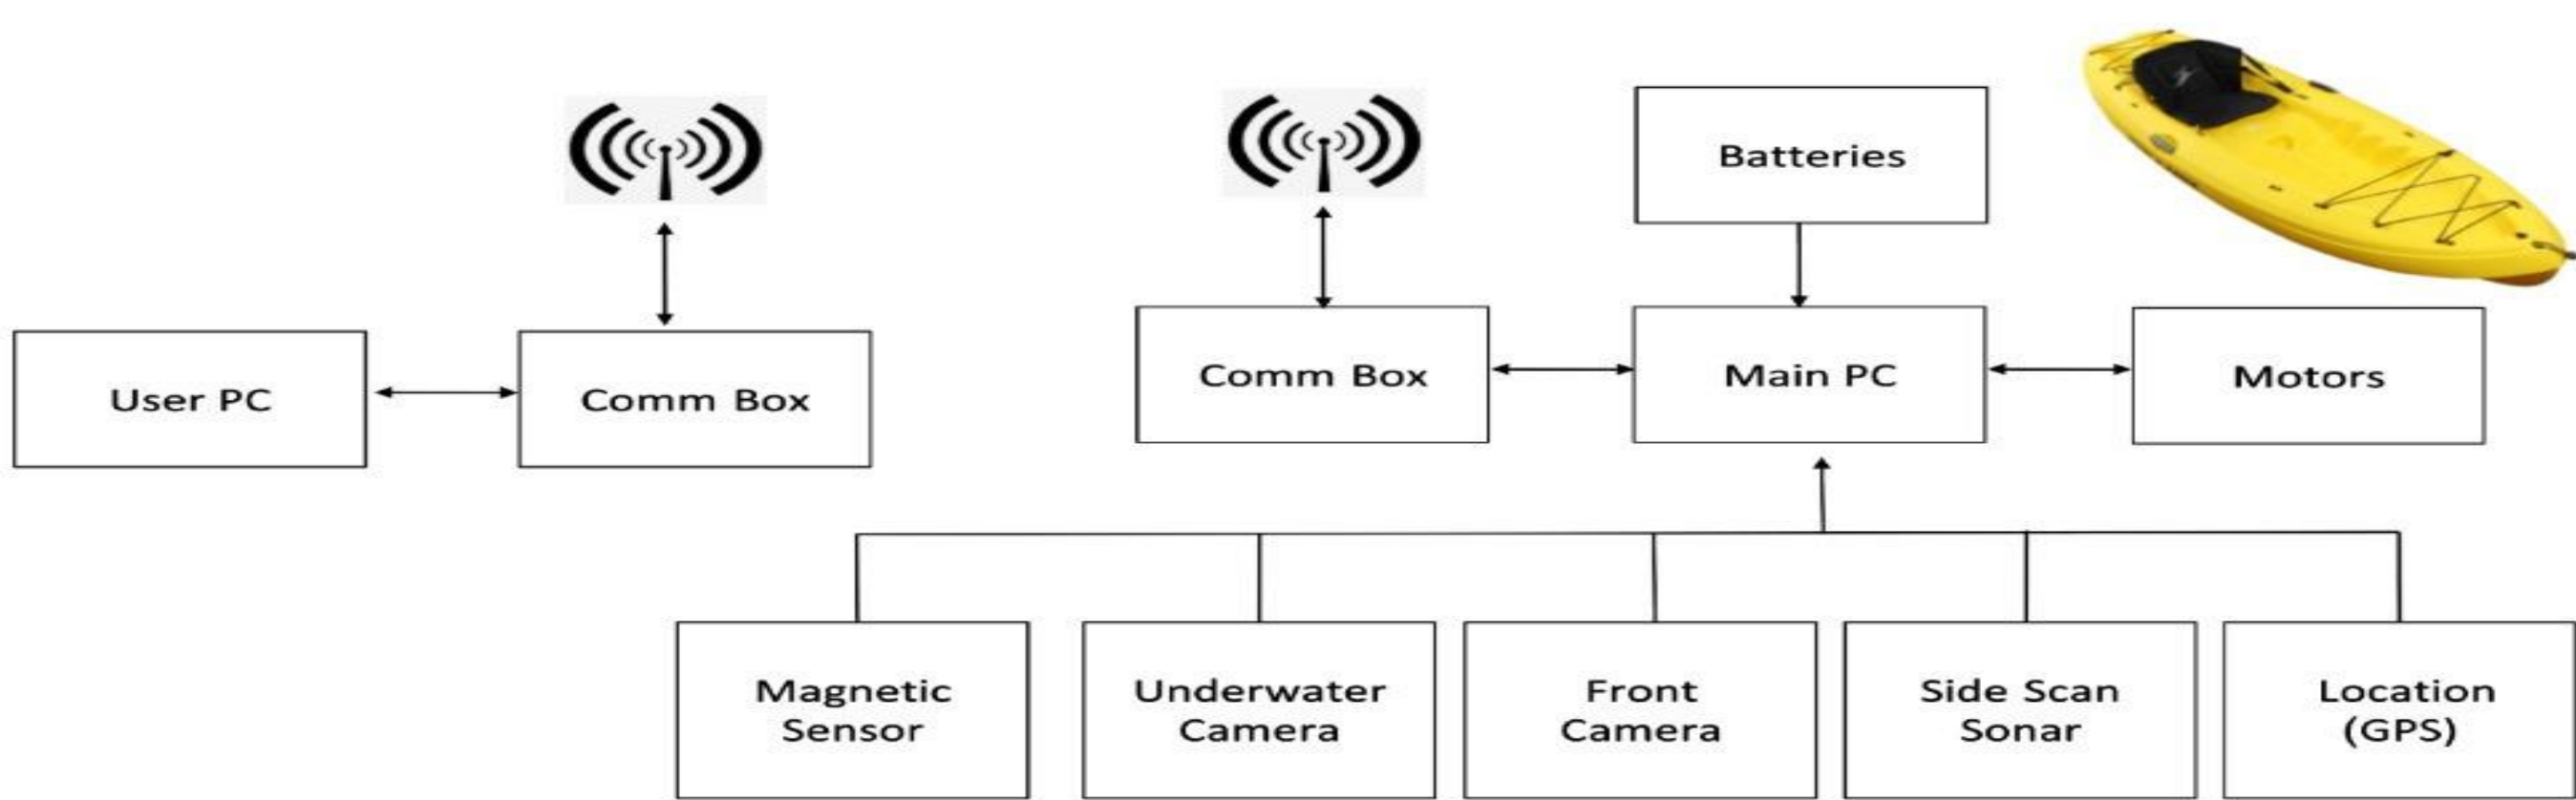 Batteries
User PC
Comm Box
Comm Box
Main PC
Motors
Magnetic
Sensor
Underwater
Camera
Front
Camera
Side Scan
Sonar
Location
(GPS)